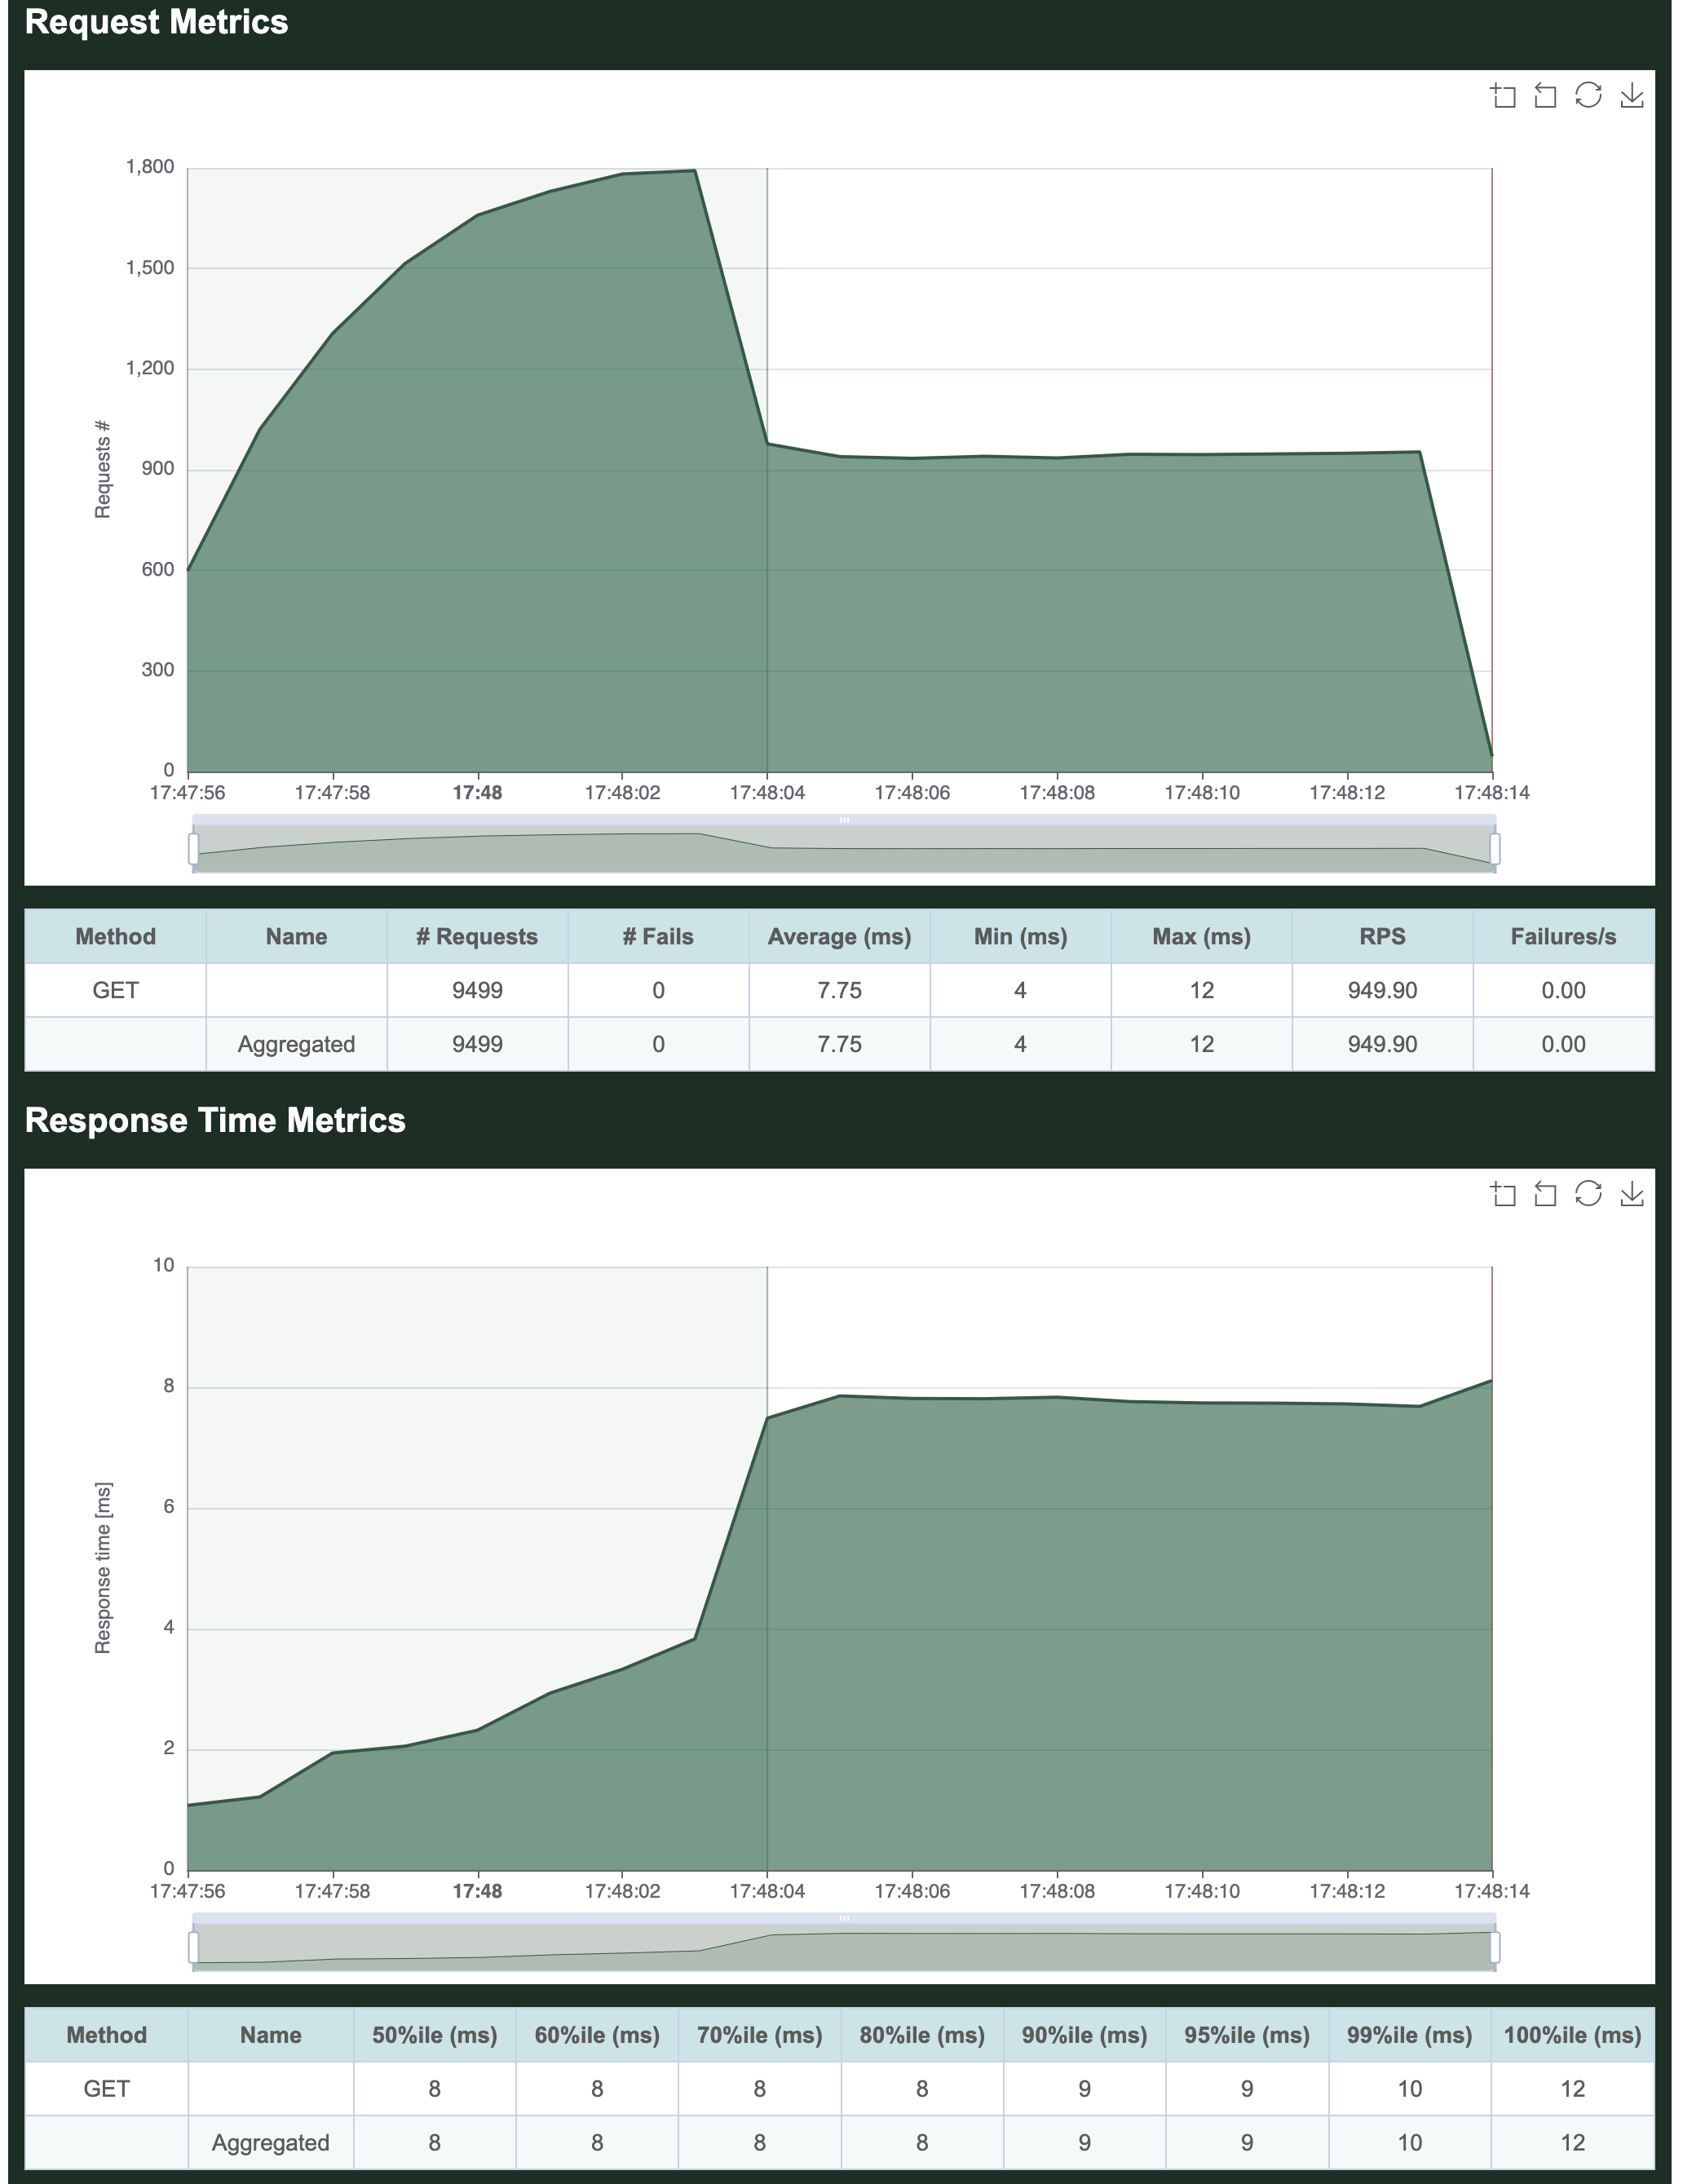 Request Metrics
1,800
1,500
1,200
900
600
300
0
Requests #
17:47:56 17:47:58 17:48 17:48:02 17:48:04 17:48:06 17:48:08 17:48:10 17:48:12 17:48:14
Method Name # Requests # Fails Average (ms) Min (ms) Max (ms) RPS Failures/s
GET 9499 0 7.75 4 12 949.90 0.00
Aggregated 9499 0 7.75 4 12 949.90 0.00
Response Time Metrics
10
8
6
4
2
0
Response time [ms]
17:47:56 17:47:58 17:48 17:48:02 17:48:04 17:48:06 17:48:08 17:48:10 17:48:12 17:48:14
Method Name 50%ile (ms) 60%ile (ms) 70%ile (ms) 80%ile (ms) 90%ile (ms) 95%ile (ms) 99%ile (ms) 100%ile (ms)
GET 8 8 8 8 9 9 10 12
Aggregated 8 8 8 8 9 9 10 12